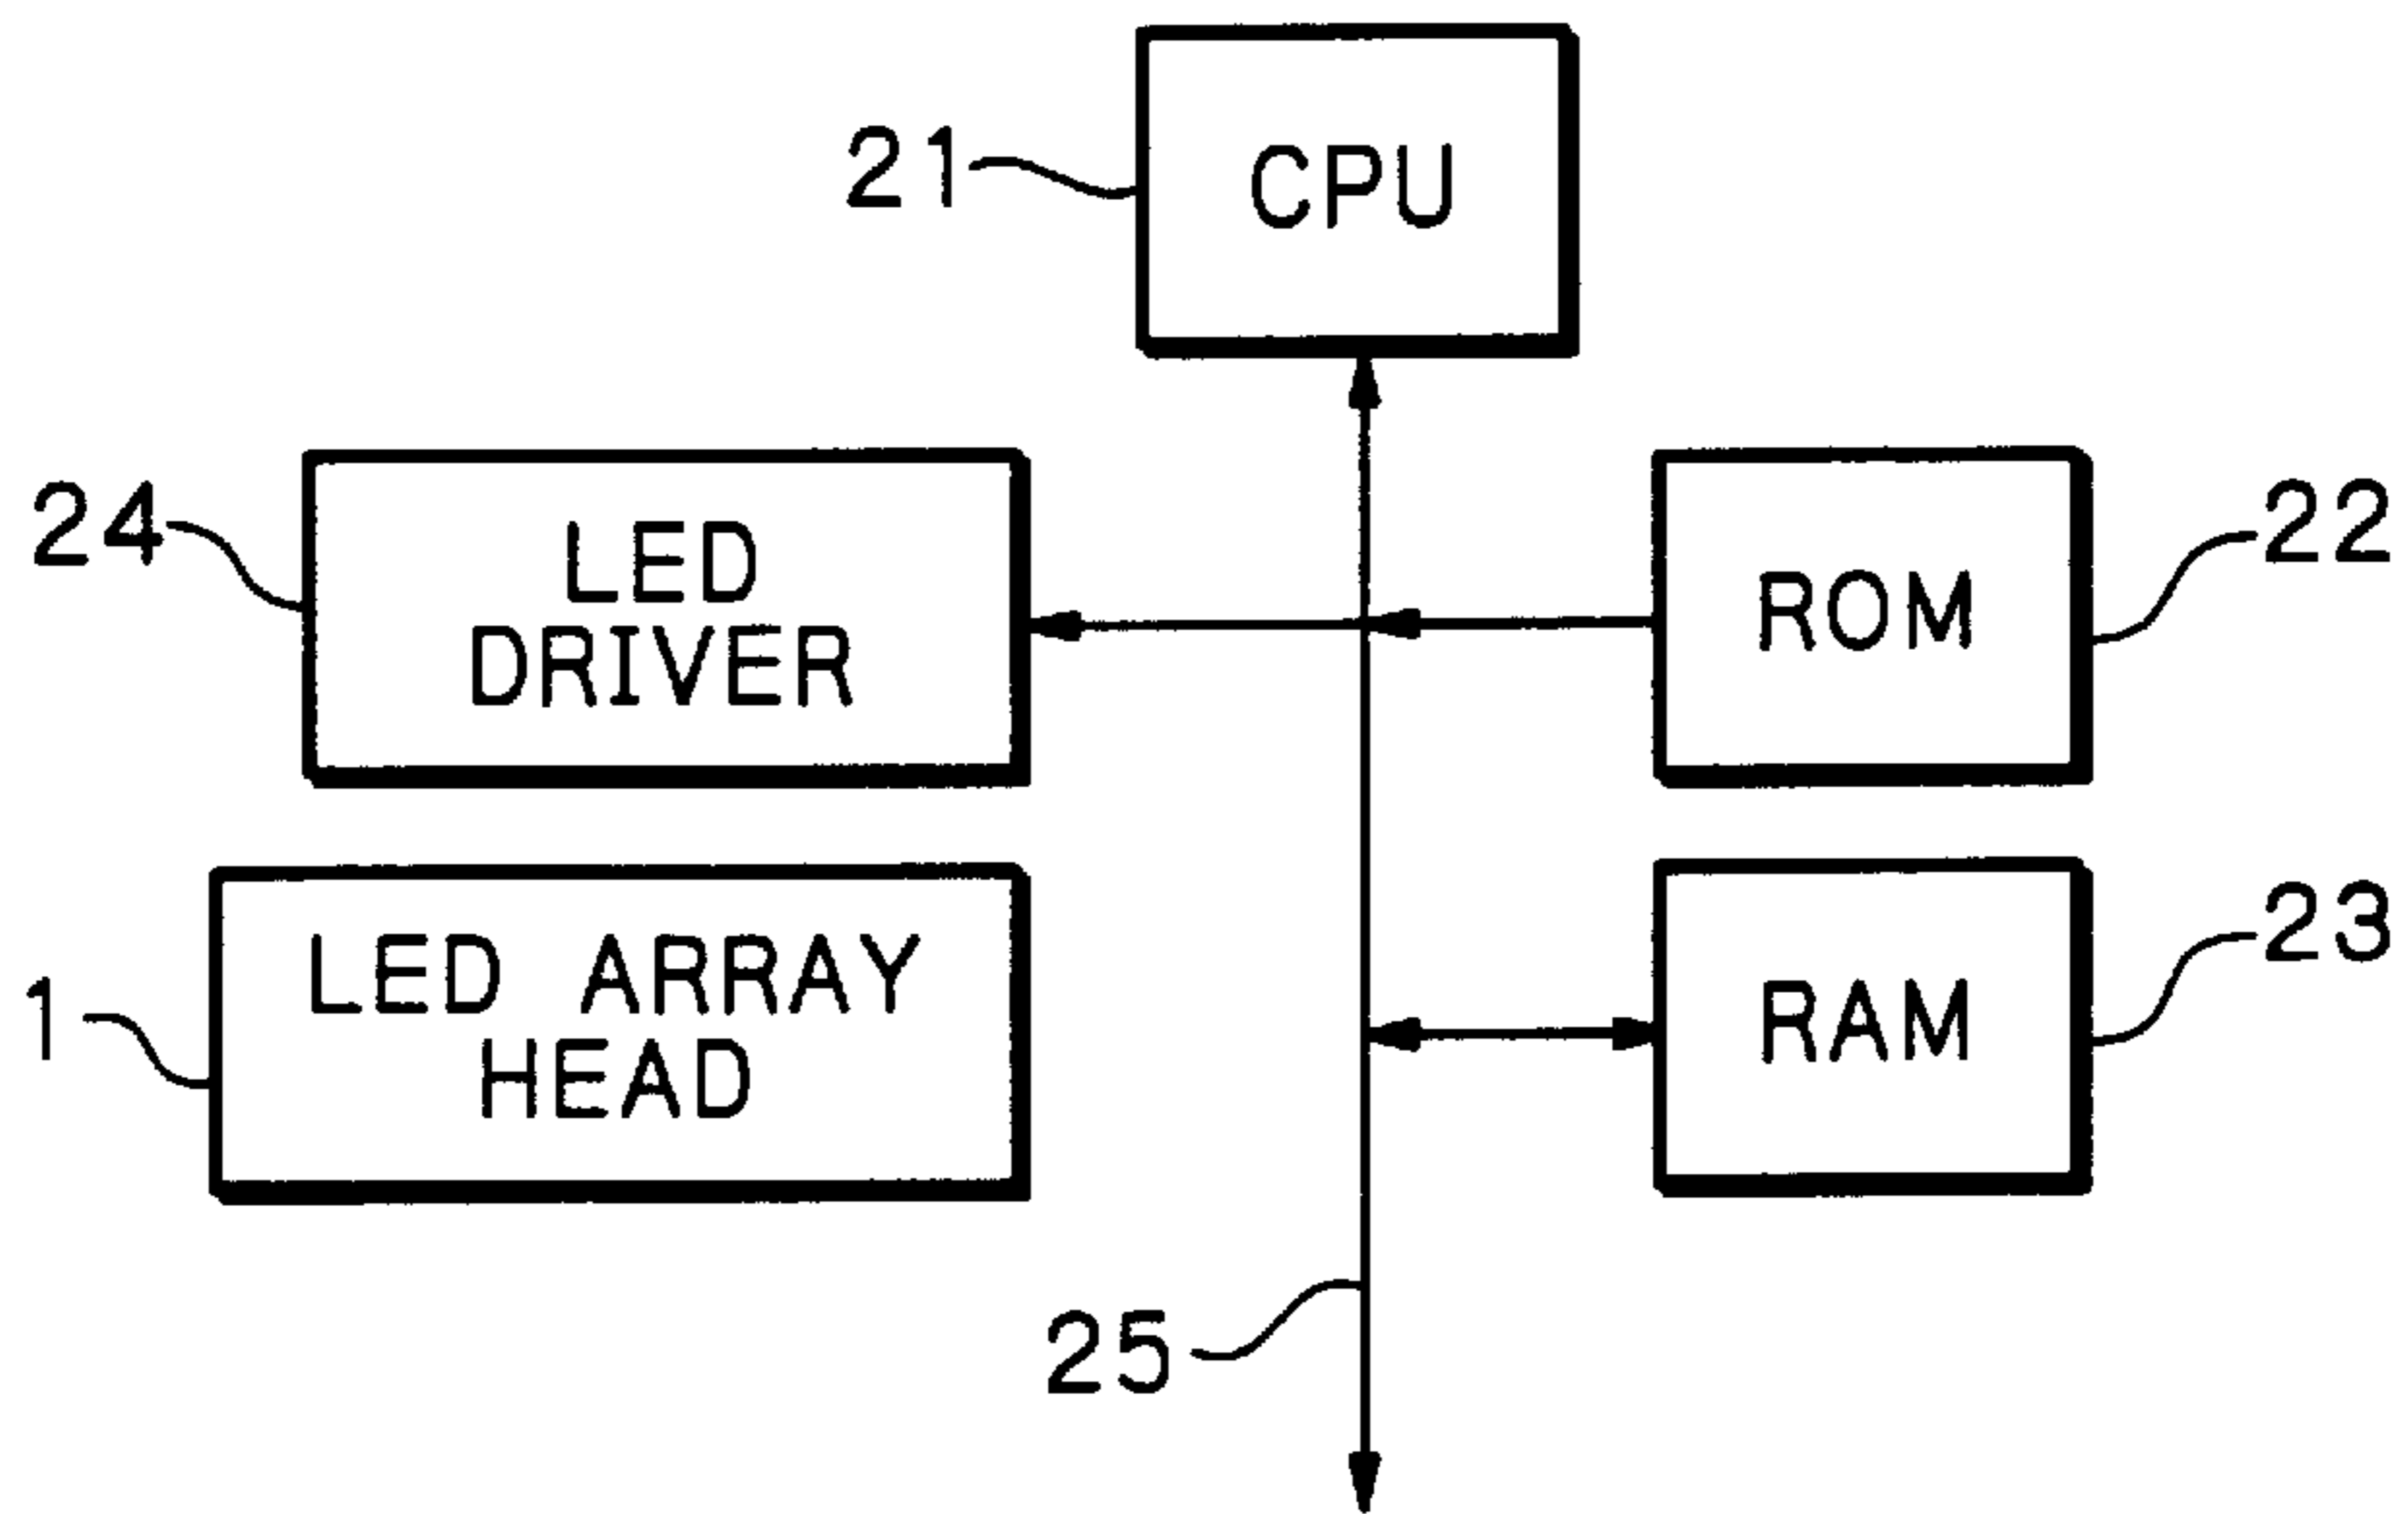 21
CPU
24
LED
DRIVER
ROM
22
1
LED ARRAY
HEAD
RAM
23
25